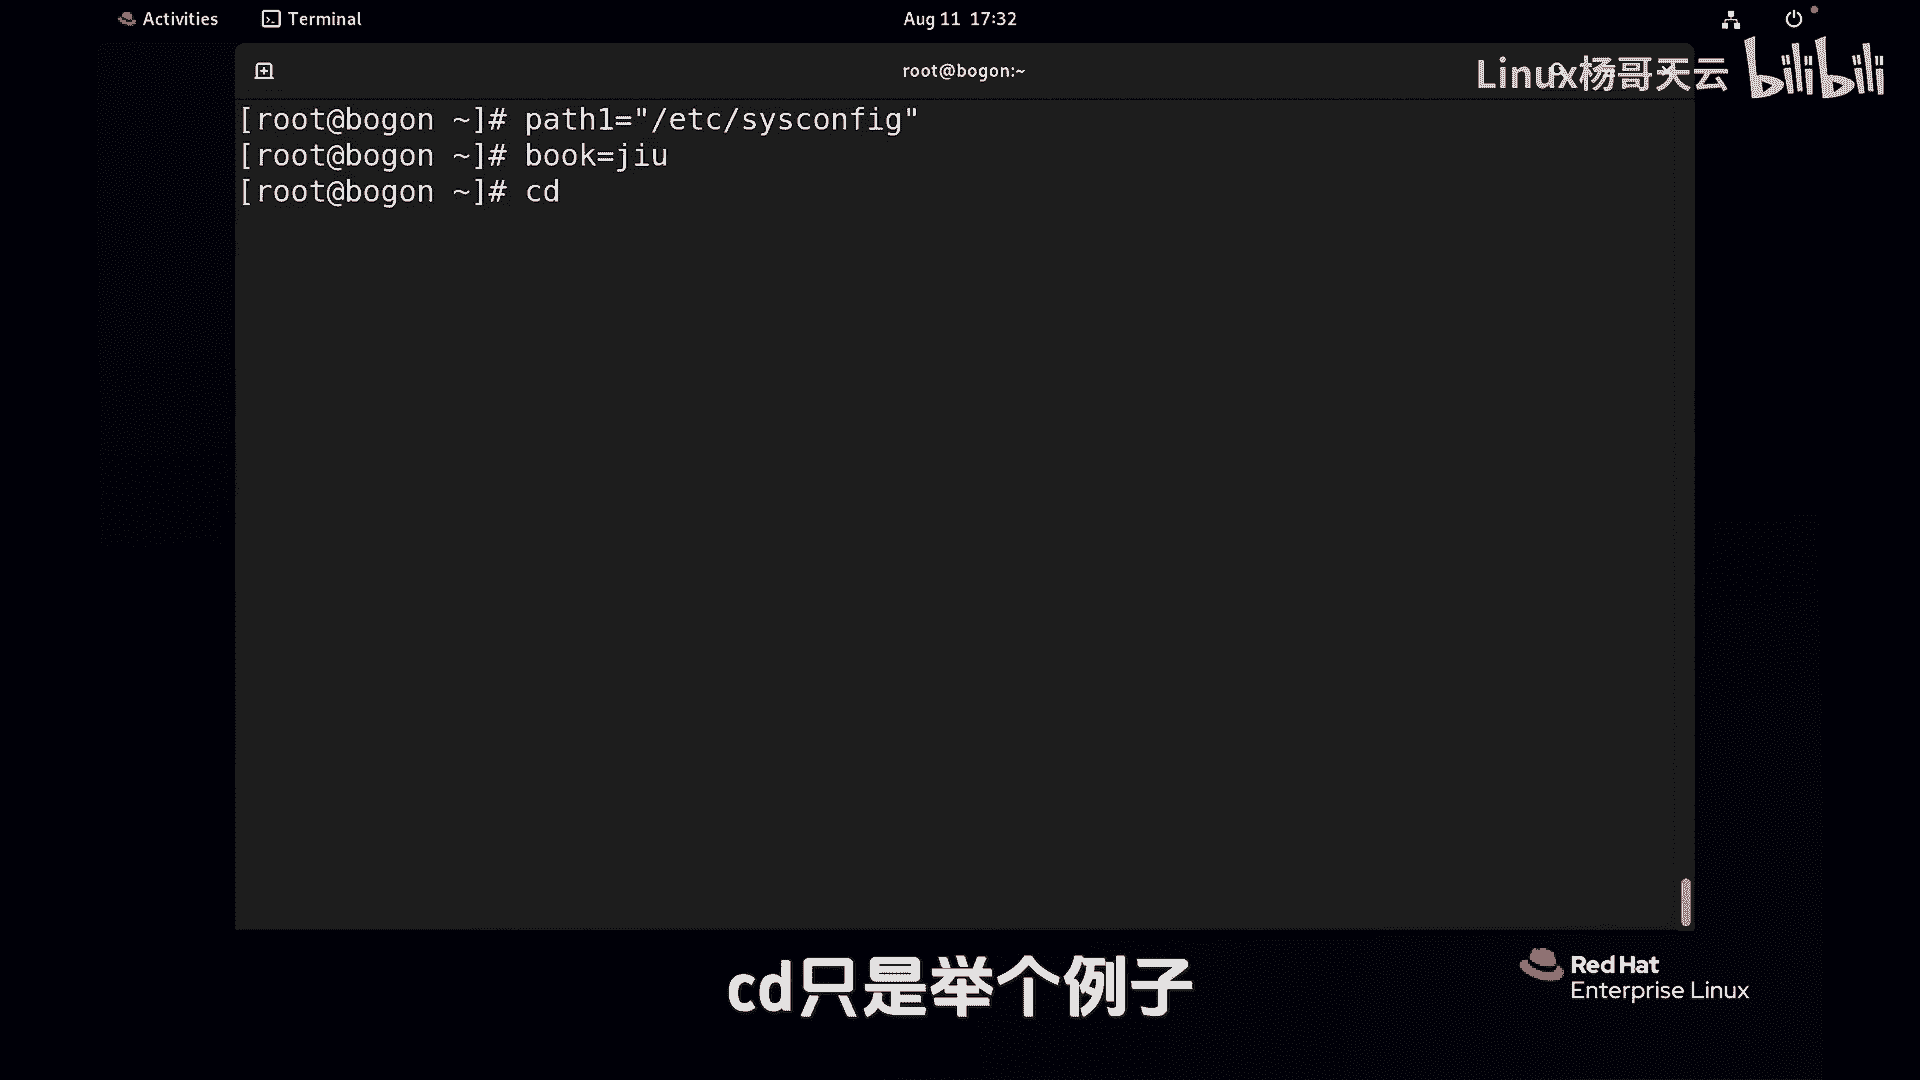 Activities Terminal Aug 11 17:32
root@bogon:~
Linux杨哥天云 bilibili
[root@bogon ~]# path1="/etc/sysconfig"
[root@bogon ~]# book=jiu
[root@bogon ~]# cd
cd只是举个例子
Red Hat
Enterprise Linux